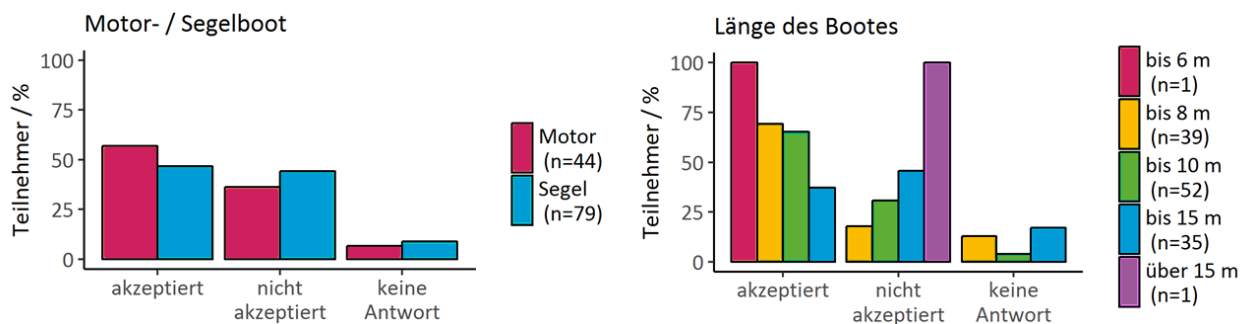 Motor- / Segelboot
Teilnehmer / %
100
75
50
25
0
akzeptiert
nicht
akzeptiert
keine
Antwort
Motor
(n=44)
Segel
(n=79)
Länge des Bootes
Teilnehmer / %
100
75
50
25
0
akzeptiert
nicht
akzeptiert
keine
Antwort
bis 6 m
(n=1)
bis 8 m
(n=39)
bis 10 m
(n=52)
bis 15 m
(n=35)
über 15 m
(n=1)